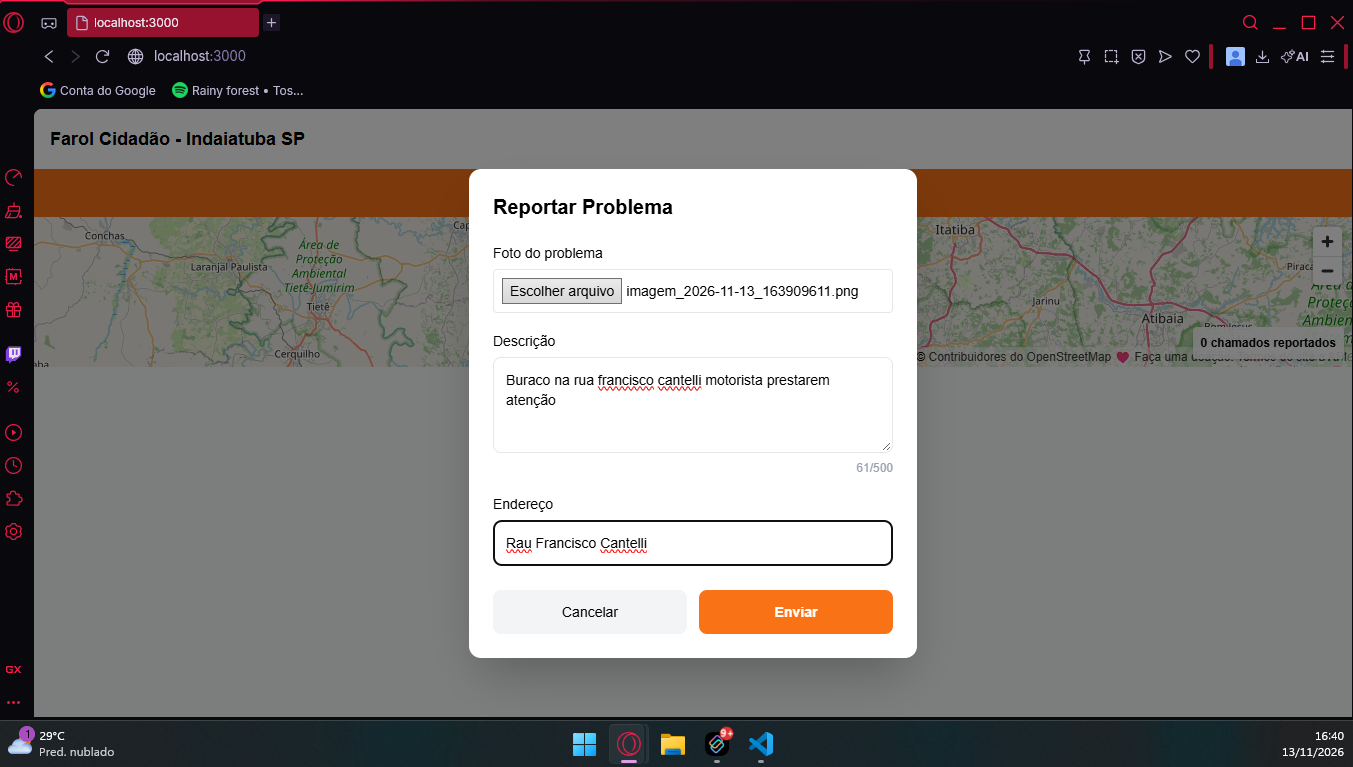 localhost:3000
localhost:3000
AI
Conta do Google
Rainy forest • Tos...
Farol Cidadão - Indaiatuba SP
Reportar Problema
Foto do problema
Escolher arquivo imagem_2026-11-13_163909611.png
Descrição
Buraco na rua francisco cantelli motorista prestarem
atenção
61/500
Endereço
Rau Francisco Cantelli
Cancelar
Enviar
Conchas
Laranjal Paulista
Área de
Proteção
Ambiental
Tietê-Jumirim
Tietê
Cerquilho
Itatiba
+
−
Jarinu
Atibaia
Ambien
0 chamados reportados
© Contribuidores do OpenStreetMap
Faça uma
M
GX
1
29°C
Pred. nublado
9+
16:40
13/11/2026